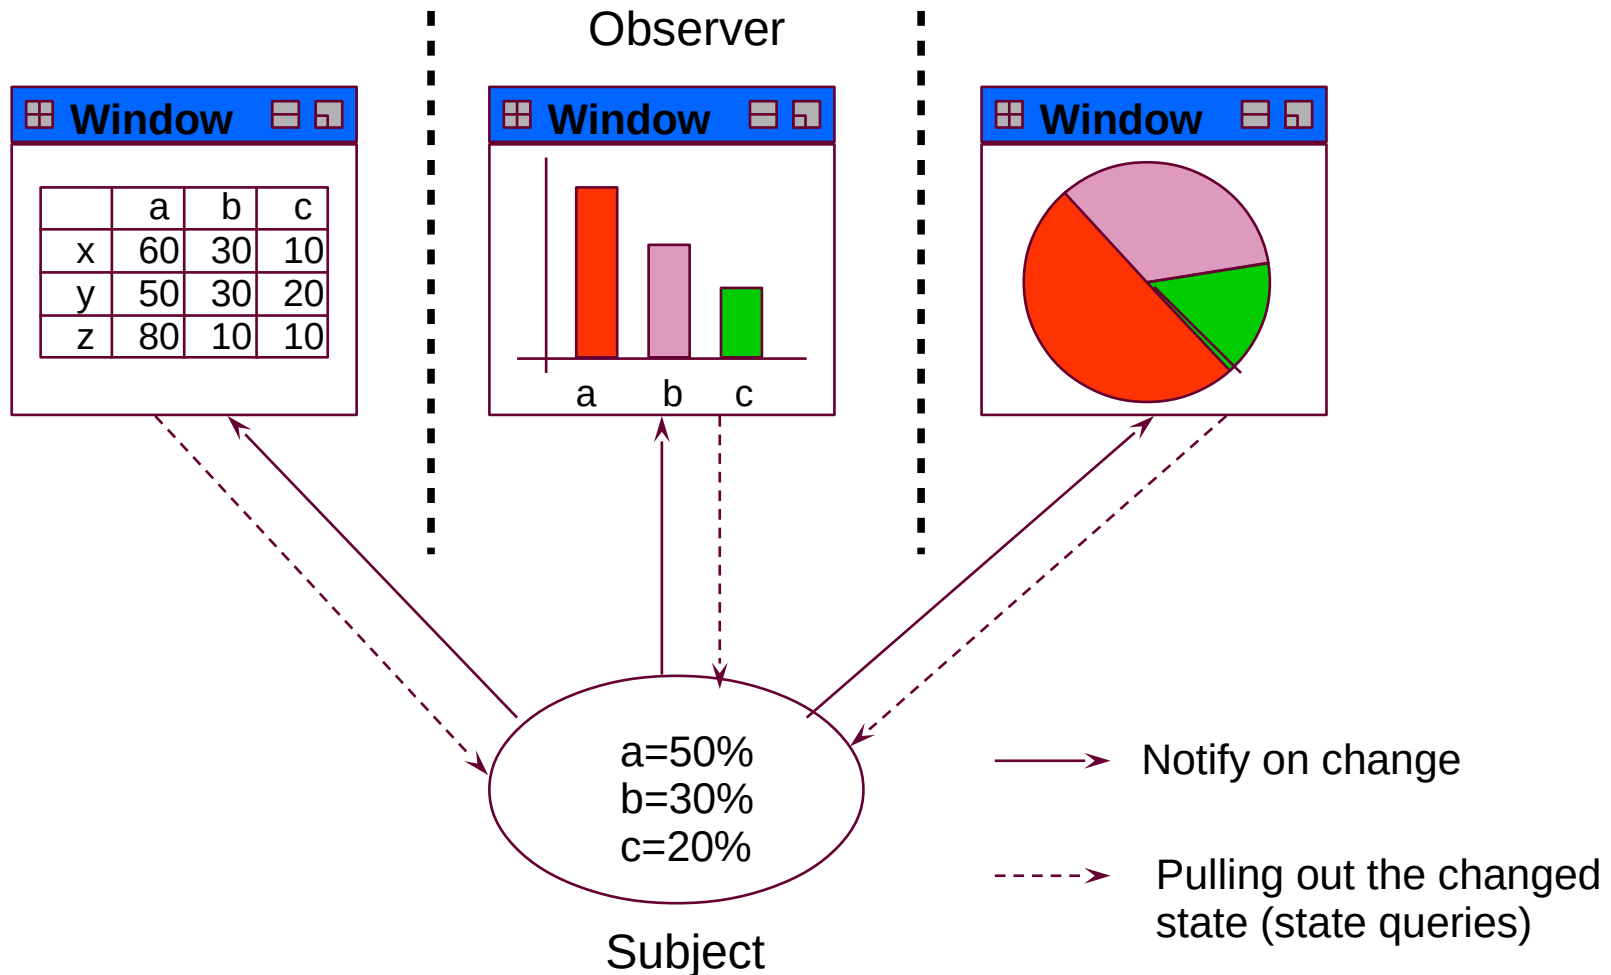 Observer
Window
a b c
x 60 30 10
y 50 30 20
z 80 10 10
Window
a b c
Window
a=50%
b=30%
c=20%
Subject
Notify on change
Pulling out the changed
state (state queries)